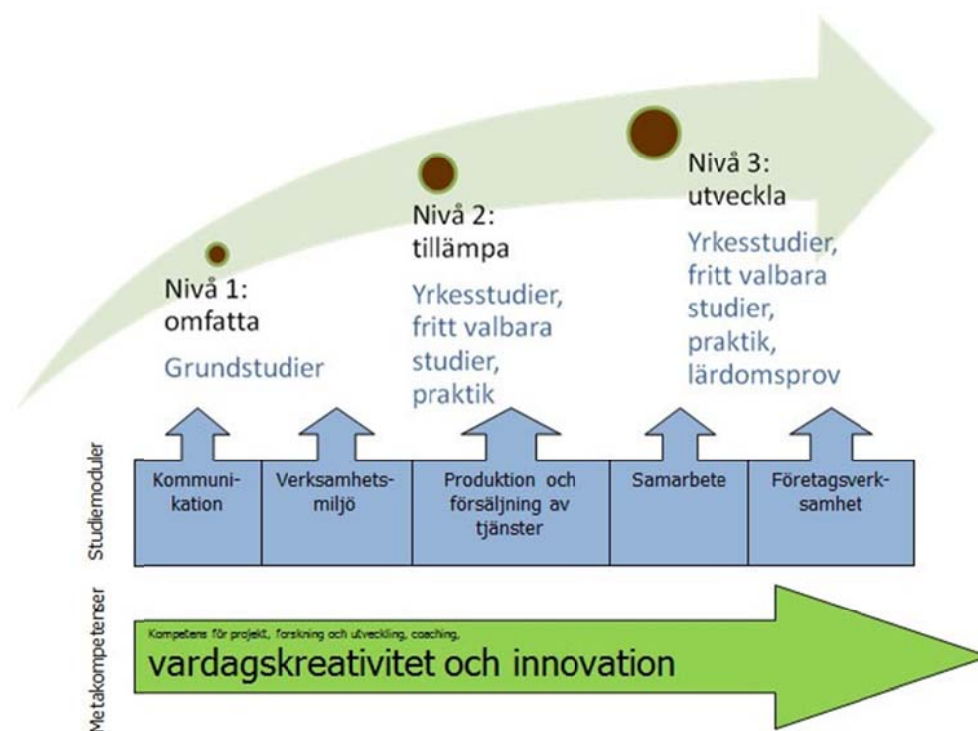 Nivå 1:
omfatta
Grundstudier
Nivå 2:
tillämpa
Yrkesstudier,
fritt valbara
studier,
praktik
Nivå 3:
utveckla
Yrkesstudier,
fritt valbara
studier,
praktik,
lärdomsprov
Studiemoduler
Kommuni-
kation
Verksamhets-
miljö
Produktion och
försäljning av
tjänster
Samarbete
Företagsverk-
samhet
Metakompetenser
Kompetens för projekt, forskning och utveckling, coaching,
vardagskreativitet och innovation